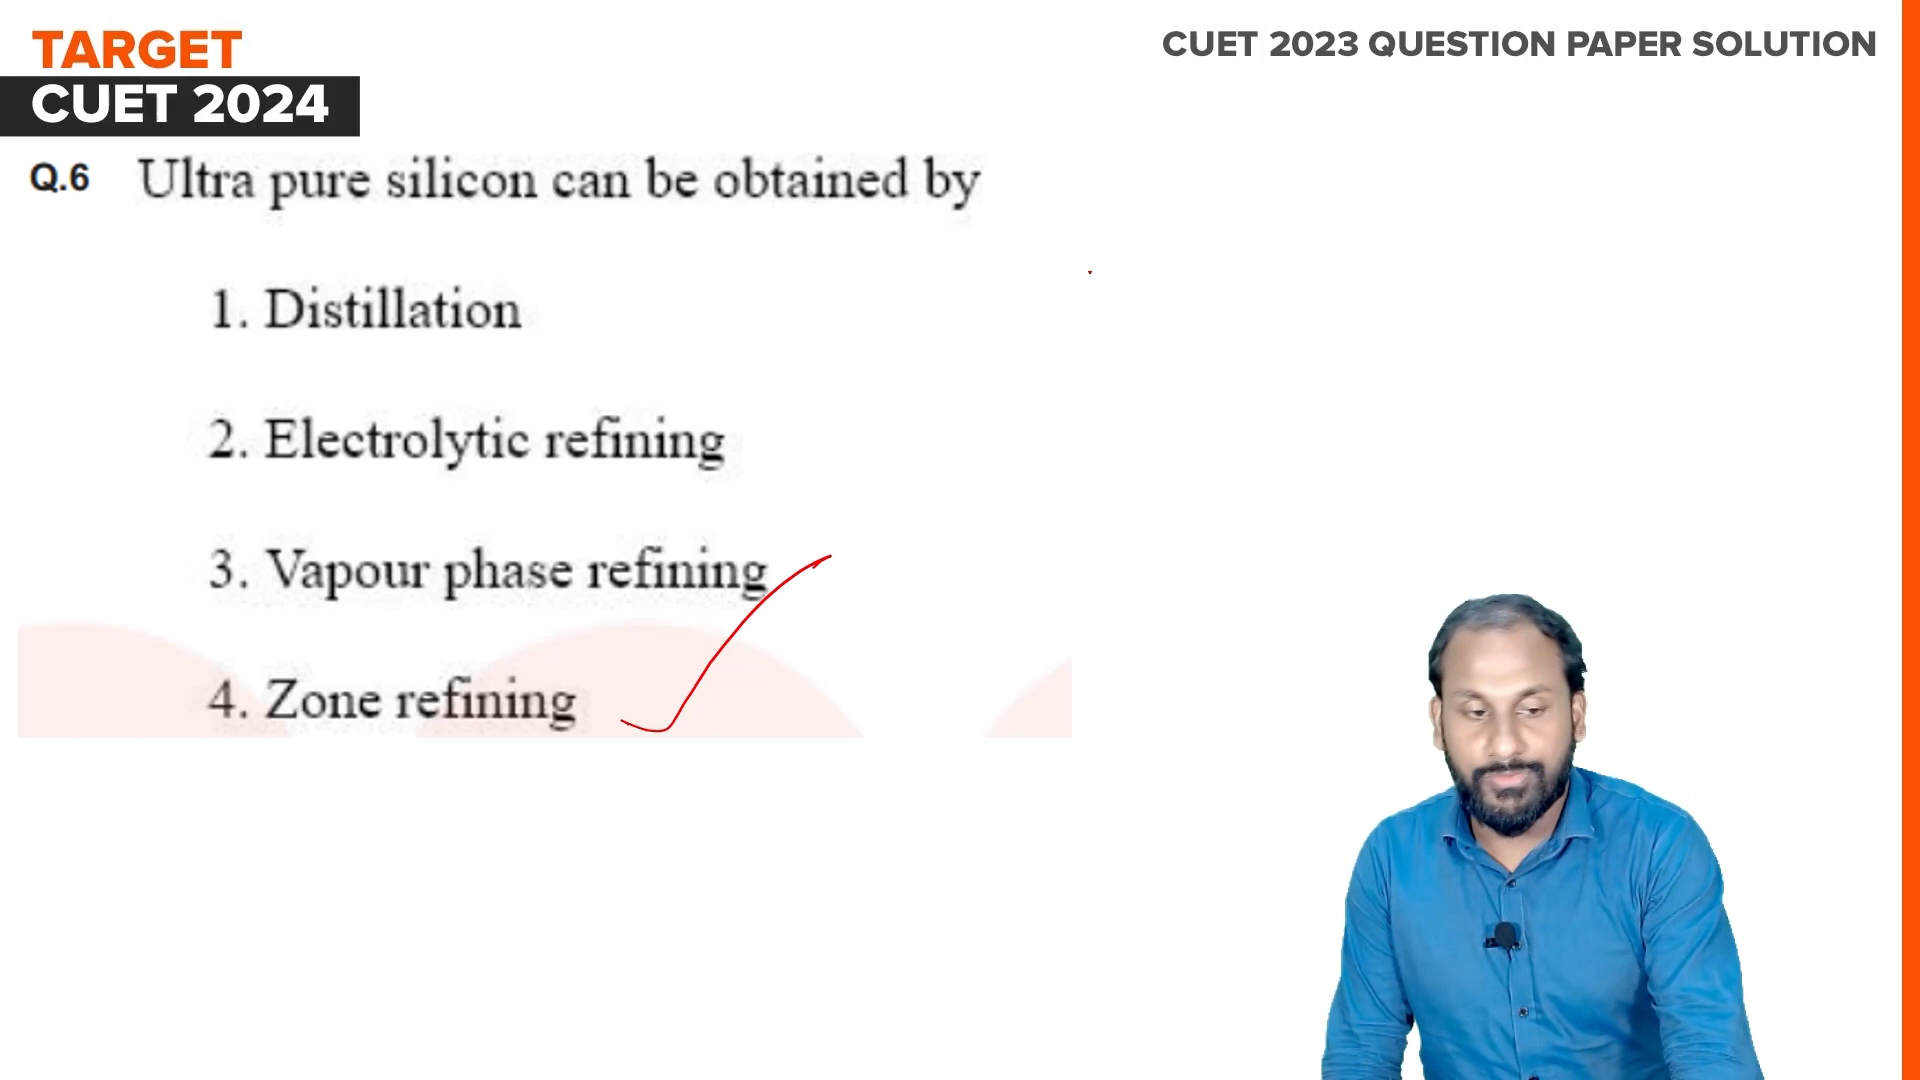 TARGET
CUET 2024
CUET 2023 QUESTION PAPER SOLUTION
Q.6 Ultra pure silicon can be obtained by
1. Distillation
2. Electrolytic refining
3. Vapour phase refining
4. Zone refining